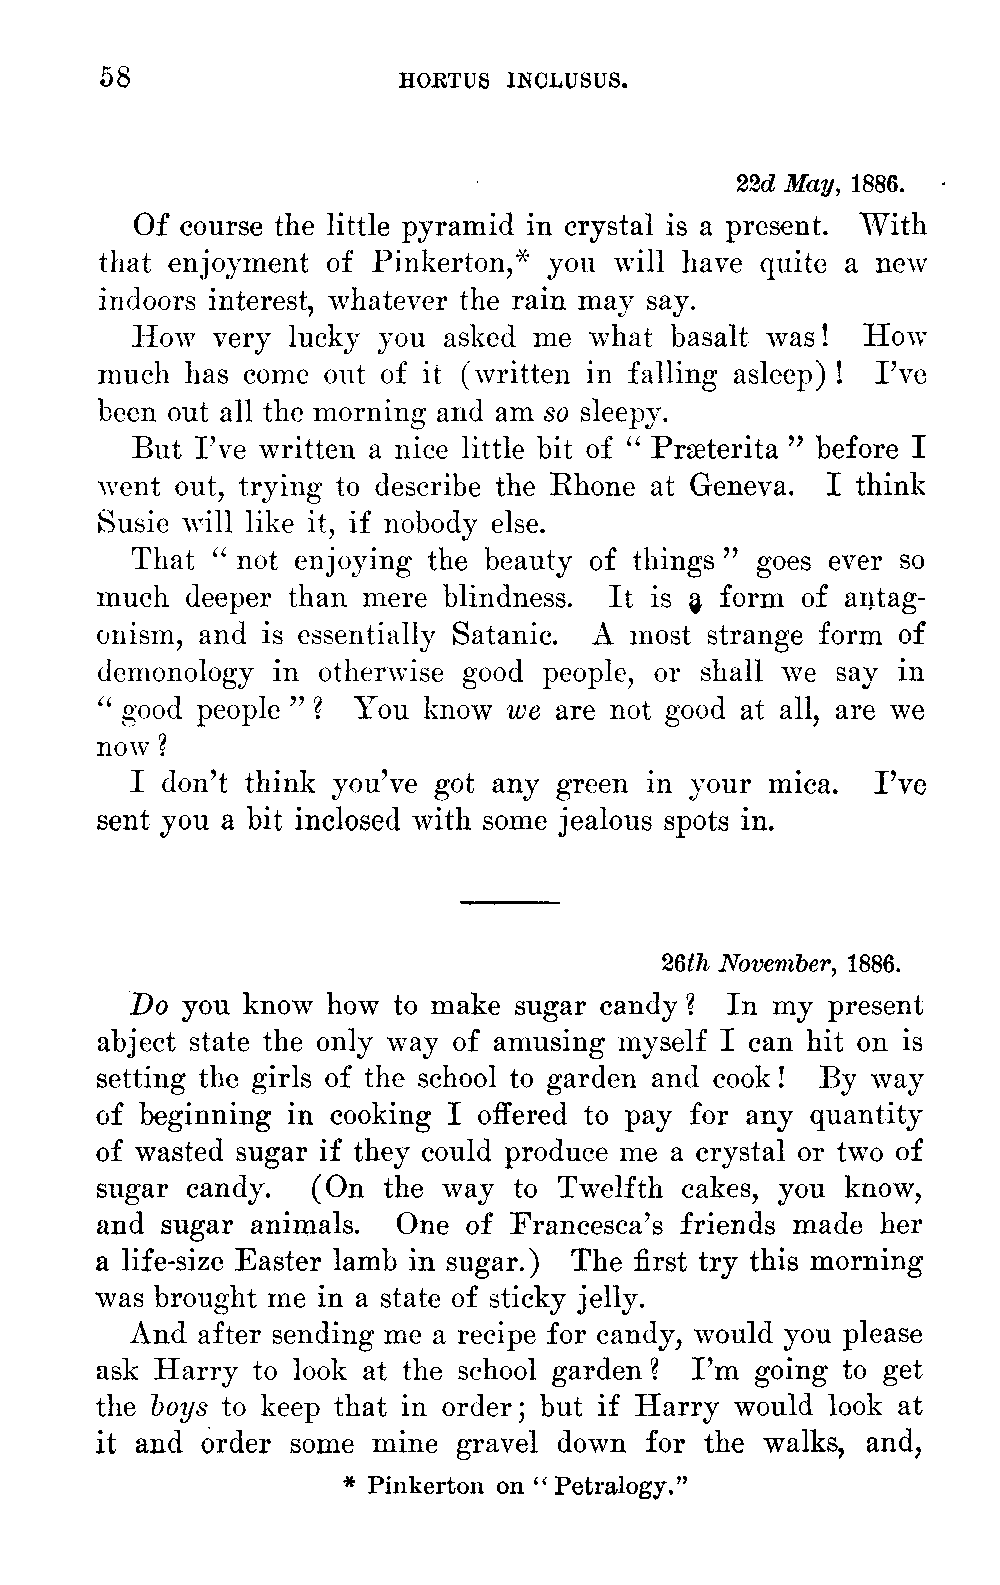 58 HORTUS INCLUSUS.
22d May, 1886.
Of course the little pyramid in crystal is a present. With
that enjoyment of Pinkerton,* you will have quite a new
indoors interest, whatever the rain may say.
How very lucky you asked me what basalt was! How
much has come out of it (written in falling asleep)! I've
been out all the morning and am so sleepy.
But I've written a nice little bit of “ Præterita ” before I
went out, trying to describe the Rhone at Geneva. I think
Susie will like it, if nobody else.
That “ not enjoying the beauty of things ” goes ever so
much deeper than mere blindness. It is a form of antag-
onism, and is essentially Satanic. A most strange form of
demonology in otherwise good people, or shall we say in
“ good people ”? You know we are not good at all, are we
now?
I don't think you've got any green in your mica. I've
sent you a bit inclosed with some jealous spots in.
26th November, 1886.
Do you know how to make sugar candy? In my present
abject state the only way of amusing myself I can hit on is
setting the girls of the school to garden and cook! By way
of beginning in cooking I offered to pay for any quantity
of wasted sugar if they could produce me a crystal or two of
sugar candy. (On the way to Twelfth cakes, you know,
and sugar animals. One of Francesca's friends made her
a life-size Easter lamb in sugar.) The first try this morning
was brought me in a state of sticky jelly.
And after sending me a recipe for candy, would you please
ask Harry to look at the school garden? I'm going to get
the boys to keep that in order; but if Harry would look at
it and order some mine gravel down for the walks, and,
* Pinkerton on “ Petralogy.”